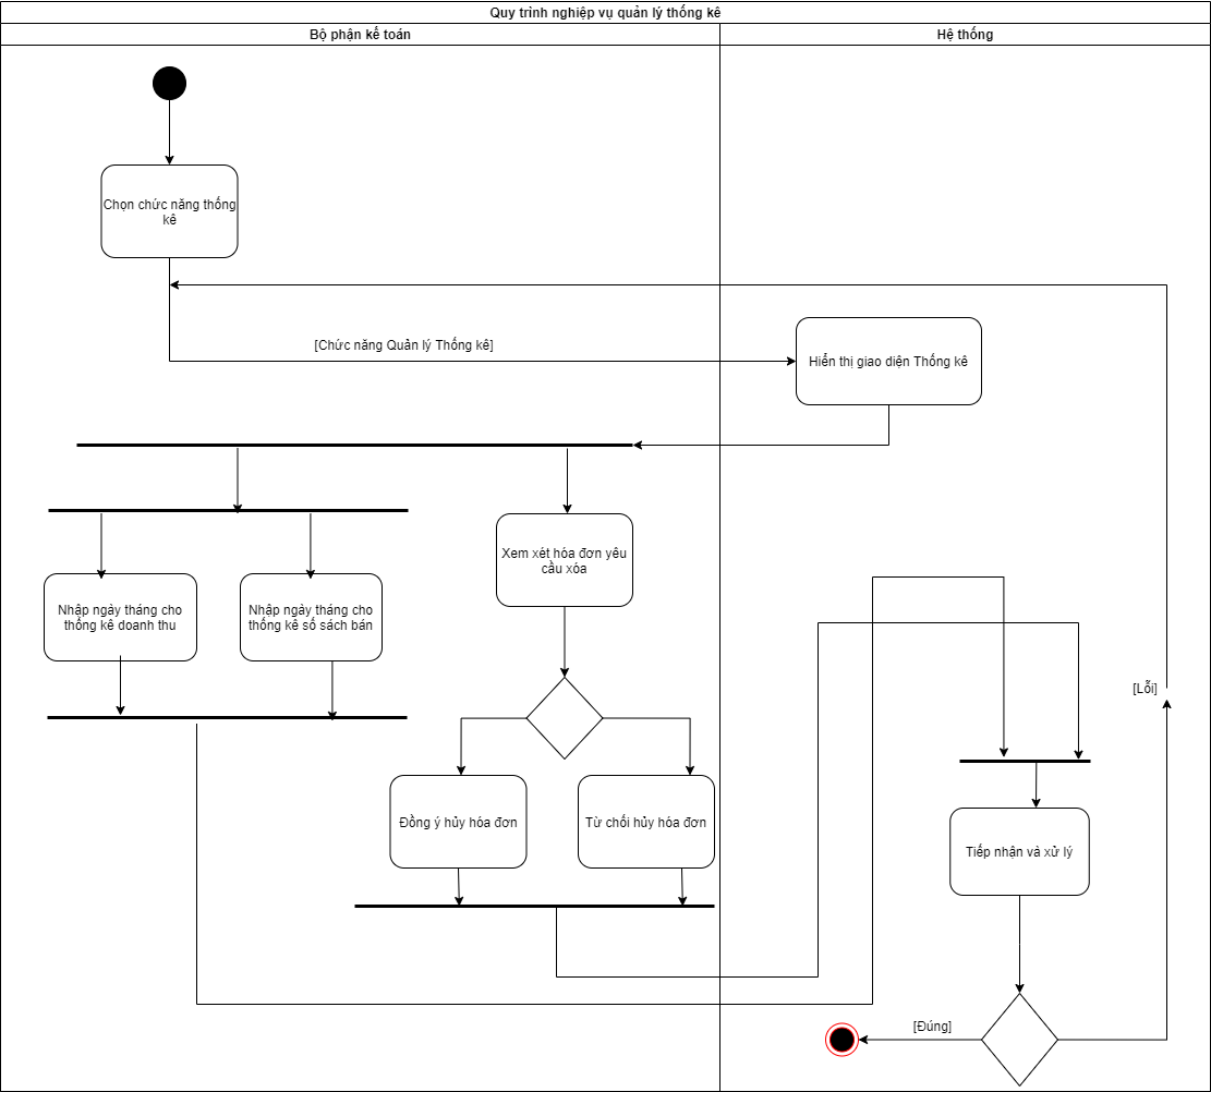 Quy trình nghiệp vụ quản lý thống kê
Bộ phận kế toán
Hệ thống
Chọn chức năng thống
kê
[Chức năng Quản lý Thống kê]
Hiển thị giao diện Thống kê
Xem xét hóa đơn yêu
cầu xóa
Nhập ngày tháng cho
thống kê doanh thu
Nhập ngày tháng cho
thống kê số sách bán
[Lỗi]
Đồng ý hủy hóa đơn
Từ chối hủy hóa đơn
Tiếp nhận và xử lý
[Đúng]